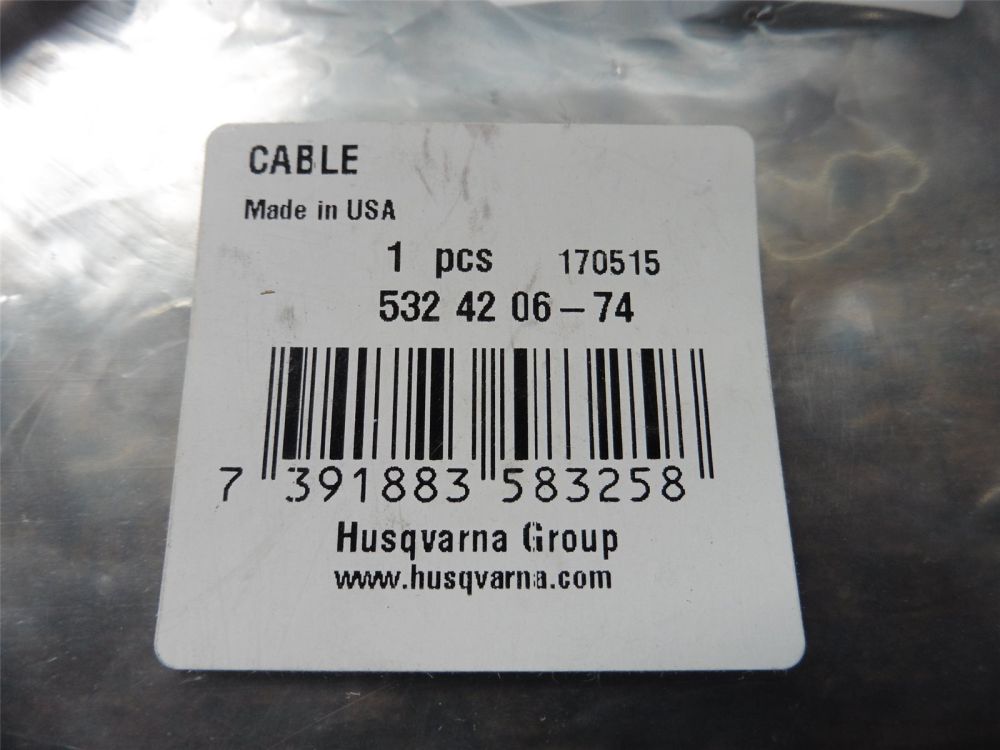 CABLE
Made in USA
1 pcs 170515
532 42 06-74
7 391883 583258
Husqvarna Group
www.husqvarna.com